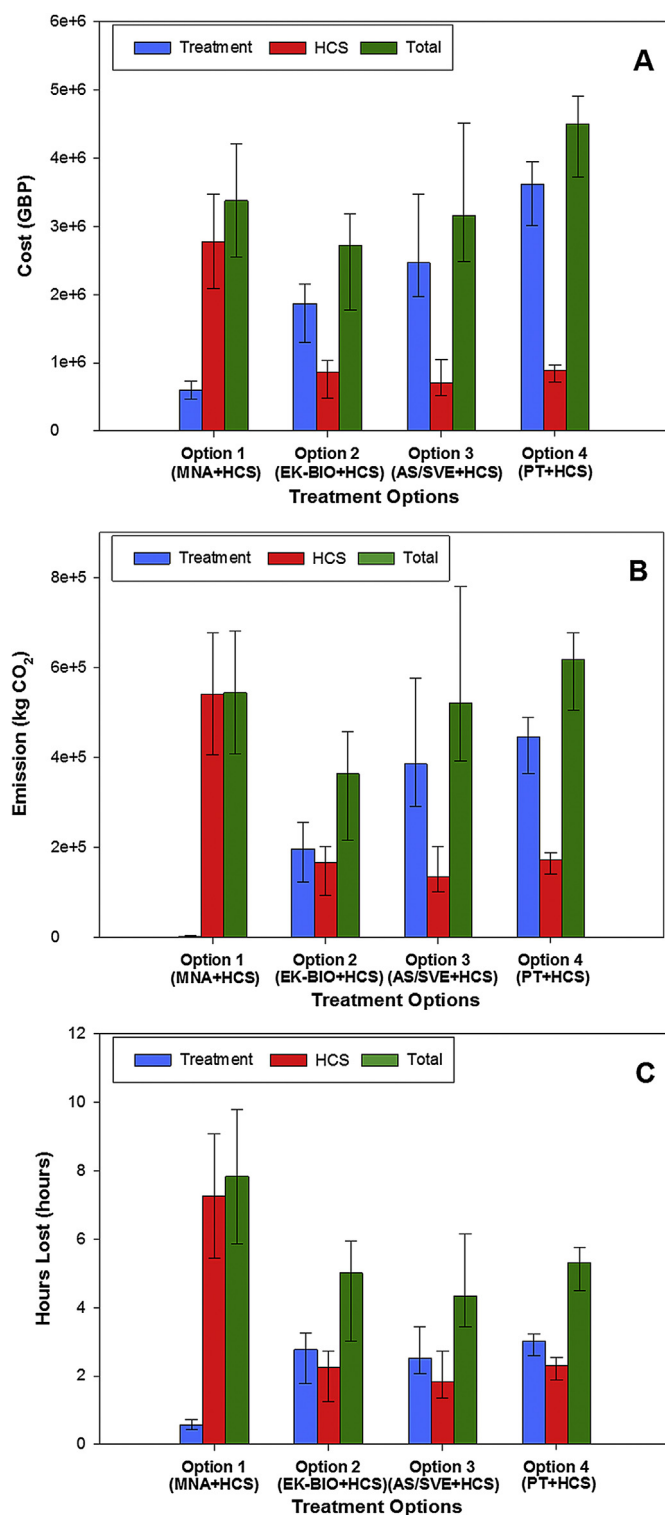 6e+6
Treatment HCS Total
A
5e+6
4e+6
3e+6
2e+6
1e+6
0
Cost (GBP)
Option 1 Option 2 Option 3 Option 4
(MNA+HCS) (EK-BIO+HCS) (AS/SVE+HCS) (PT+HCS)
Treatment Options
Treatment HCS Total
B
8e+5
6e+5
4e+5
2e+5
0
Emission (kg CO₂)
Option 1 Option 2 Option 3 Option 4
(MNA+HCS) (EK-BIO+HCS) (AS/SVE+HCS) (PT+HCS)
Treatment Options
12
Treatment HCS Total
C
10
8
6
4
2
0
Hours Lost (hours)
Option 1 Option 2 Option 3 Option 4
(MNA+HCS) (EK-BIO+HCS)(AS/SVE+HCS) (PT+HCS)
Treatment Options